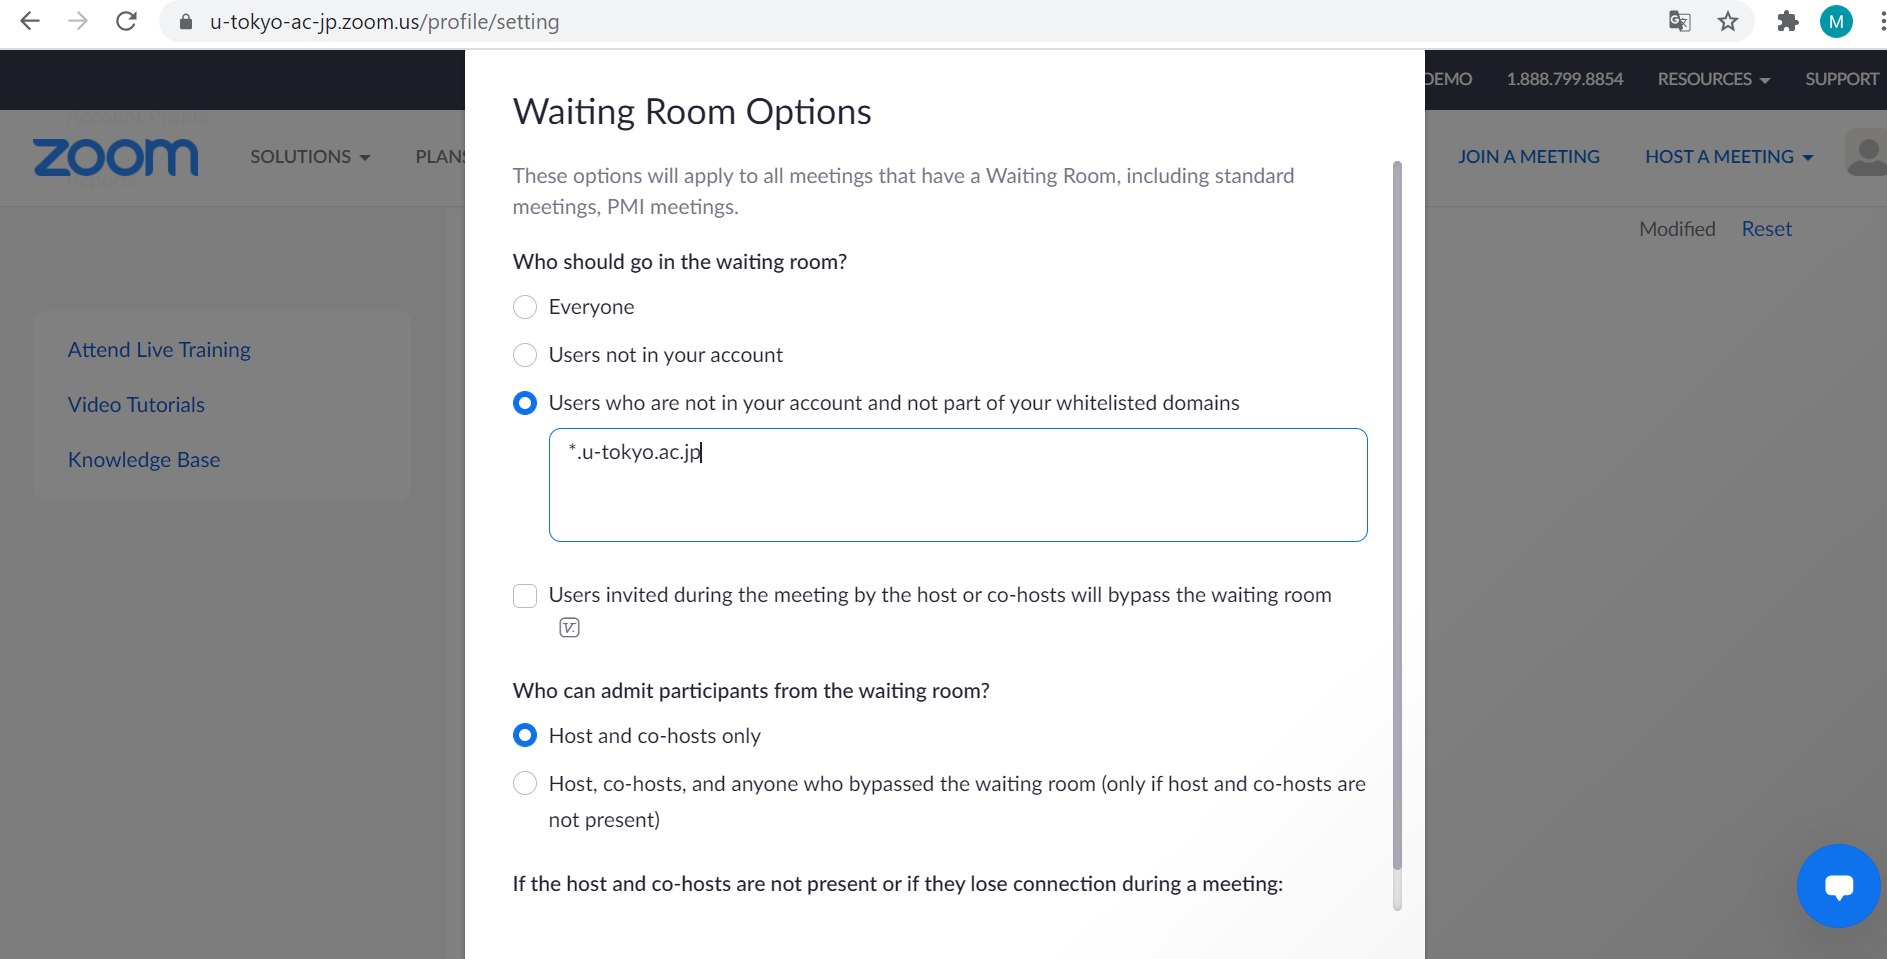 u-tokyo-ac-jp.zoom.us/profile/setting
M
DEMO
1.888.799.8854
RESOURCES
SUPPORT
Account Profile
zoom
Reports
SOLUTIONS
PLANS
JOIN A MEETING
HOST A MEETING
Modified
Reset
Attend Live Training
Video Tutorials
Knowledge Base
Waiting Room Options
These options will apply to all meetings that have a Waiting Room, including standard
meetings, PMI meetings.
Who should go in the waiting room?
Everyone
Users not in your account
Users who are not in your account and not part of your whitelisted domains
*.u-tokyo.ac.jp
Users invited during the meeting by the host or co-hosts will bypass the waiting room
Who can admit participants from the waiting room?
Host and co-hosts only
Host, co-hosts, and anyone who bypassed the waiting room (only if host and co-hosts are
not present)
If the host and co-hosts are not present or if they lose connection during a meeting: